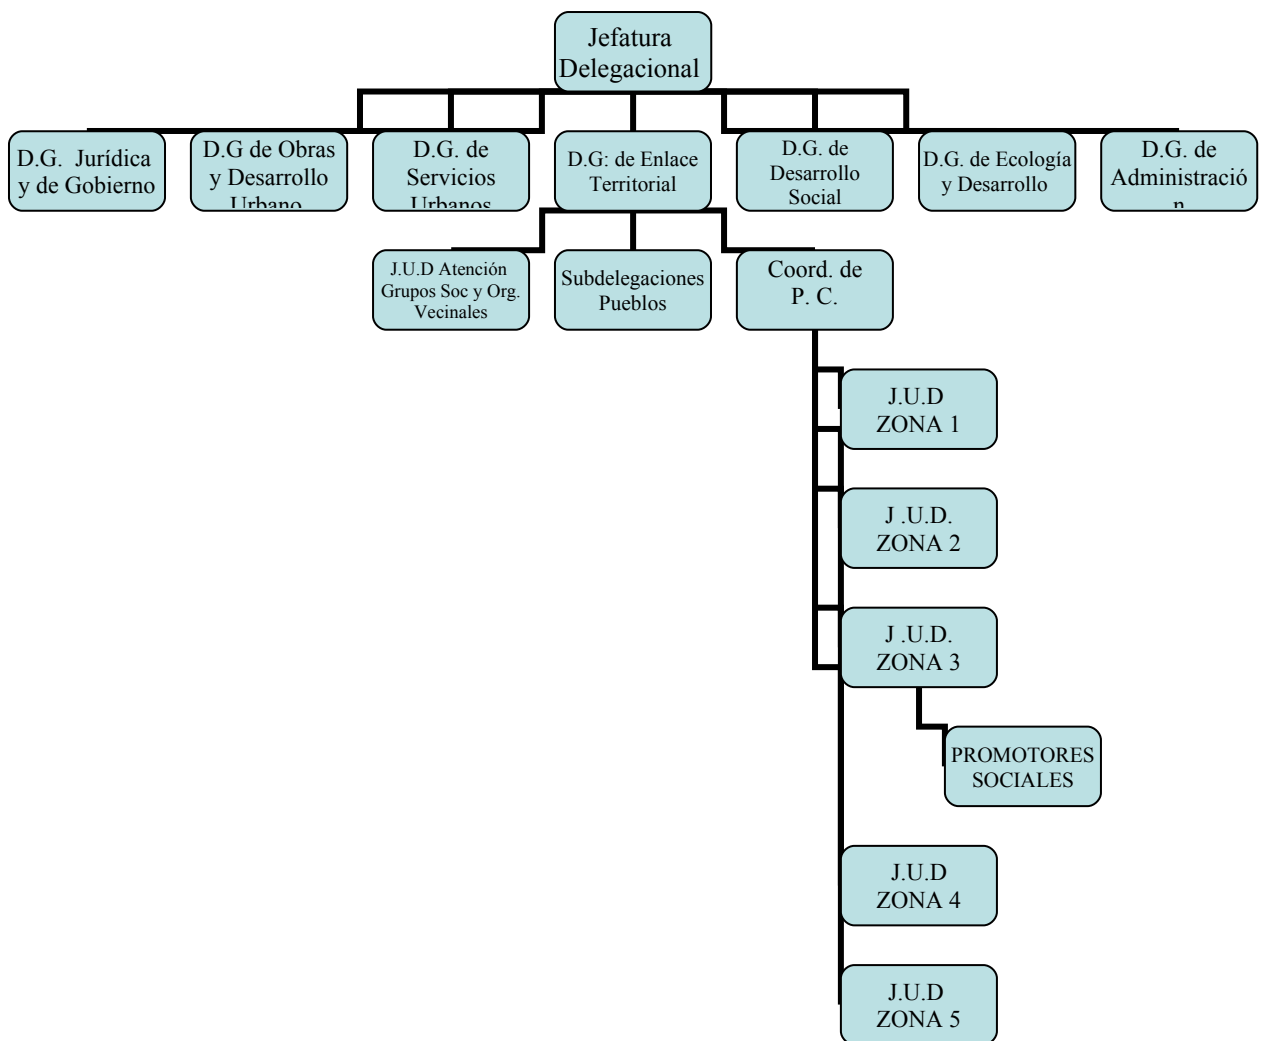 Jefatura
Delegacional
D.G. Jurídica
y de Gobierno
D.G de Obras
y Desarrollo
Urbano
D.G. de
Servicios
Urbanos
D.G: de Enlace
Territorial
D.G. de
Desarrollo
Social
D.G. de Ecología
y Desarrollo
D.G. de
Administració
n
J.U.D Atención
Grupos Soc y Org.
Vecinales
Subdelegaciones
Pueblos
Coord. de
P. C.
J.U.D
ZONA 1
J .U.D.
ZONA 2
J .U.D.
ZONA 3
PROMOTORES
SOCIALES
J.U.D
ZONA 4
J.U.D
ZONA 5